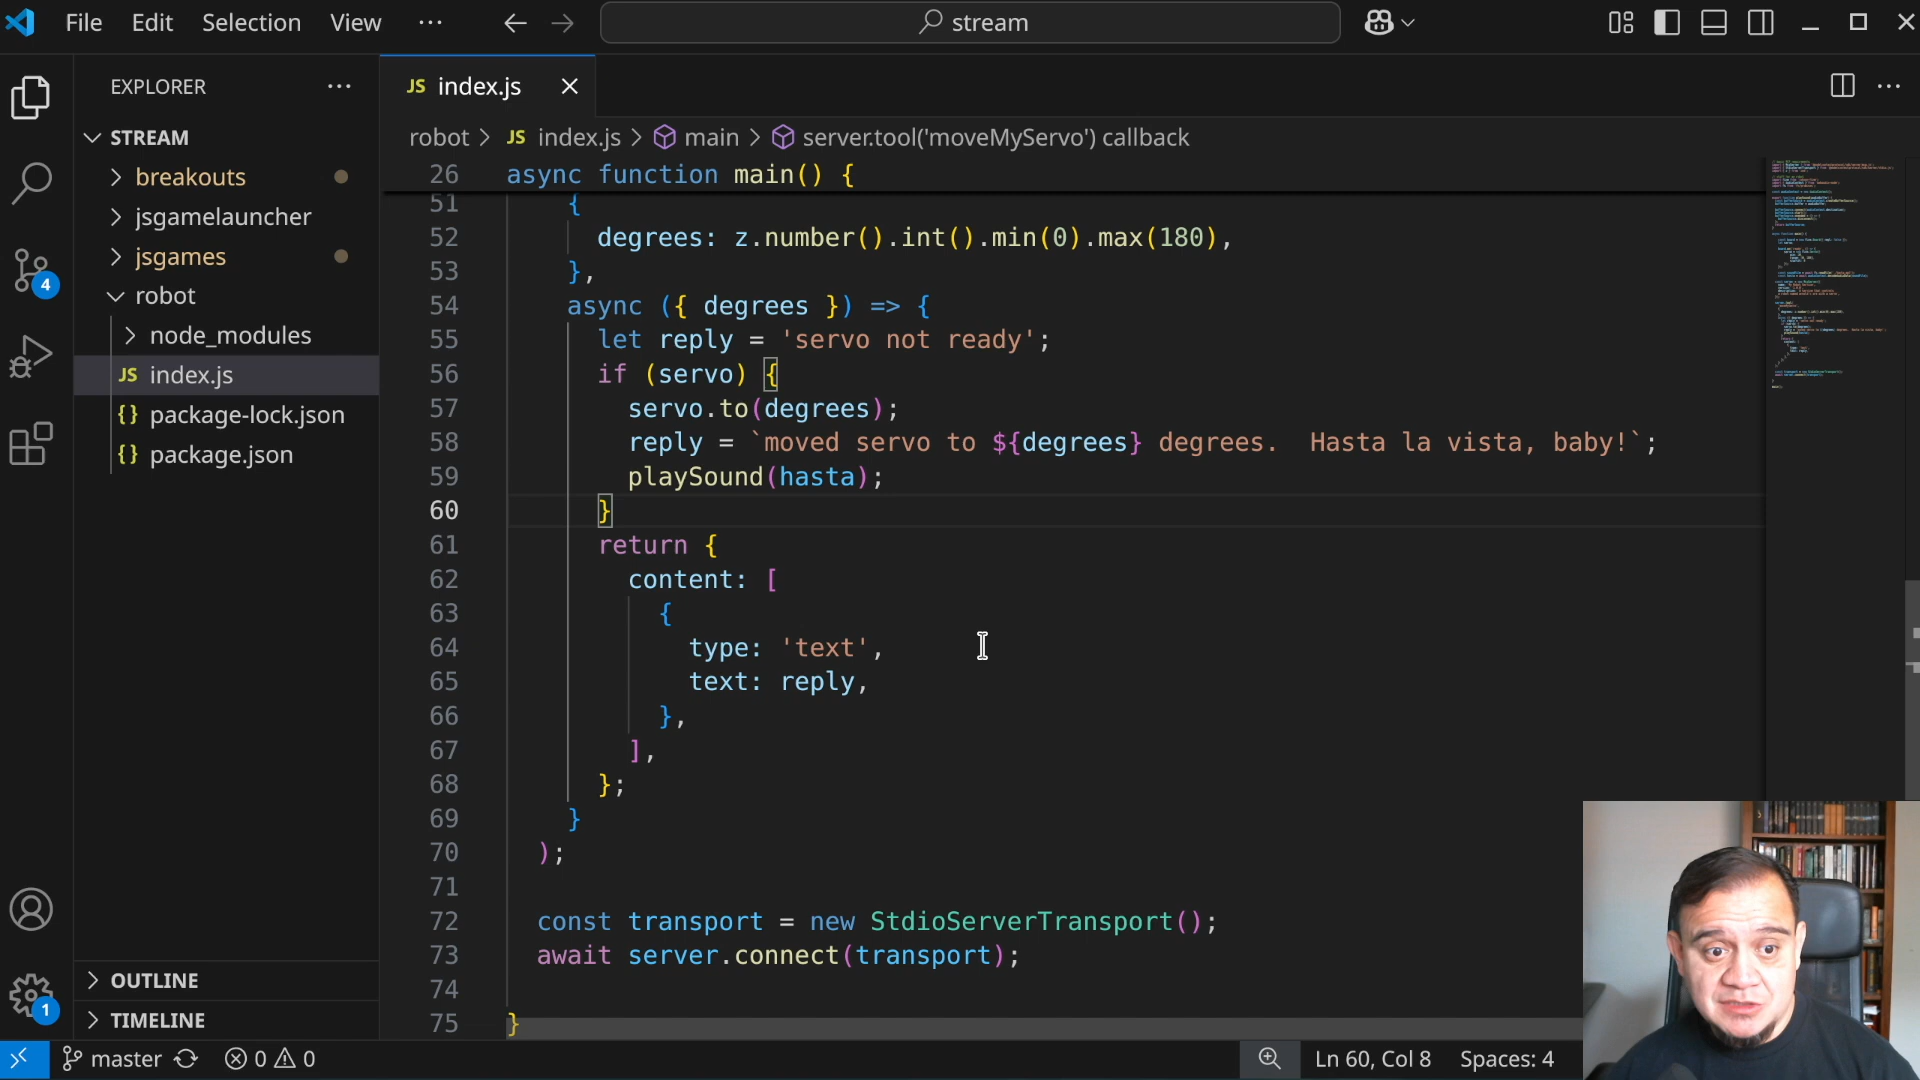 File Edit Selection View ··· stream
EXPLORER ···
STREAM
breakouts
jsgamelauncher
jsgames
robot
node_modules
JS index.js
{} package-lock.json
{} package.json
OUTLINE
TIMELINE
4
1
JS index.js
robot > JS index.js > main > server.tool('moveMyServo') callback
26 async function main() {
51 {
52 degrees: z.number().int().min(0).max(180),
53 },
54 async ({ degrees }) => {
55 let reply = 'servo not ready';
56 if (servo) {
57 servo.to(degrees);
58 reply = `moved servo to ${degrees} degrees.  Hasta la vista, baby!`;
59 playSound(hasta);
60 }
61 return {
62 content: [
63 {
64 type: 'text',
65 text: reply,
66 },
67 ],
68 };
69 }
70 );
71
72 const transport = new StdioServerTransport();
73 await server.connect(transport);
74
75 }
master 0 0 Ln 60, Col 8 Spaces: 4